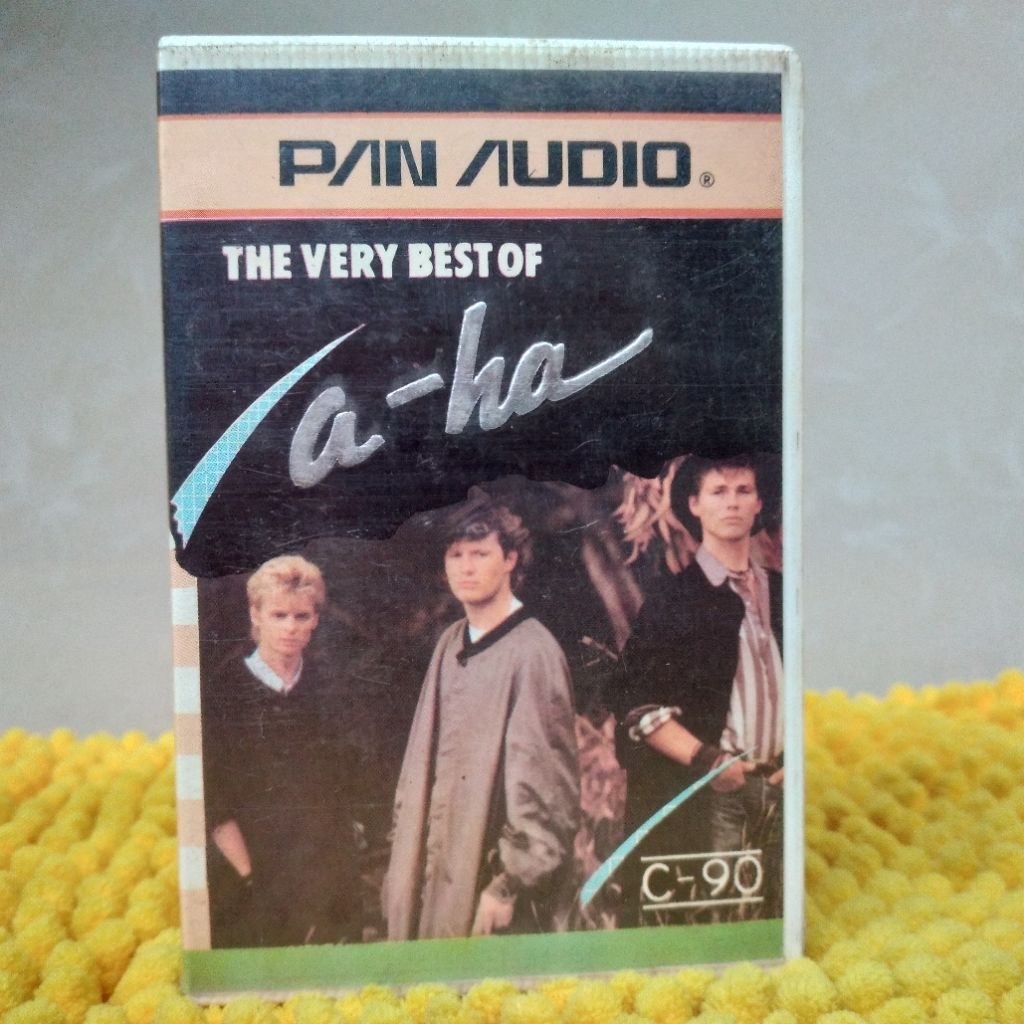 PAN AUDIO ®
THE VERY BEST OF
a-ha
C-90